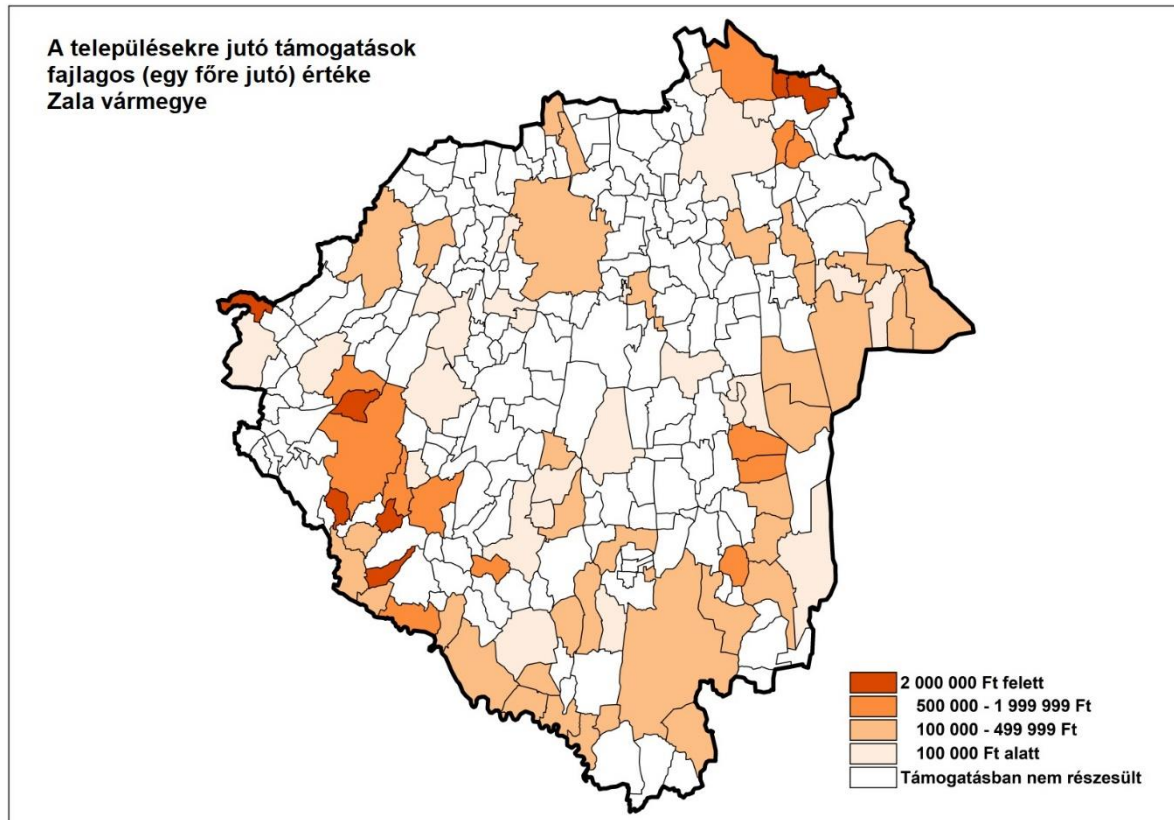 A településekre jutó támogatások
fajlagos (egy főre jutó) értéke
Zala vármegye
2 000 000 Ft felett
500 000 - 1 999 999 Ft
100 000 - 499 999 Ft
100 000 Ft alatt
Támogatásban nem részesült